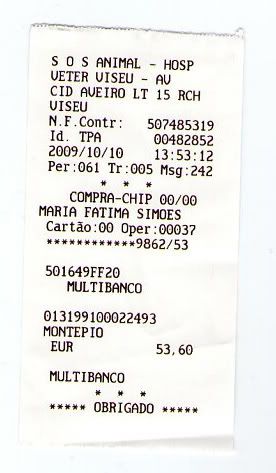 S O S ANIMAL - HOSP
VETER VISEU - AV
CID AVEIRO LT 15 RCH
VISEU
N.F.Contr: 507485319
Id. TPA 00482852
2009/10/10 13:53:12
Per:061 Tr:005 Msg:242
* * *
COMPRA-CHIP 00/00
MARIA FATIMA SIMOES
Cartão:00 Oper:00037
************9862/53
501649FF20
MULTIBANCO
013199100022493
MONTEPIO
EUR 53,60
MULTIBANCO
* * *
***** OBRIGADO *****